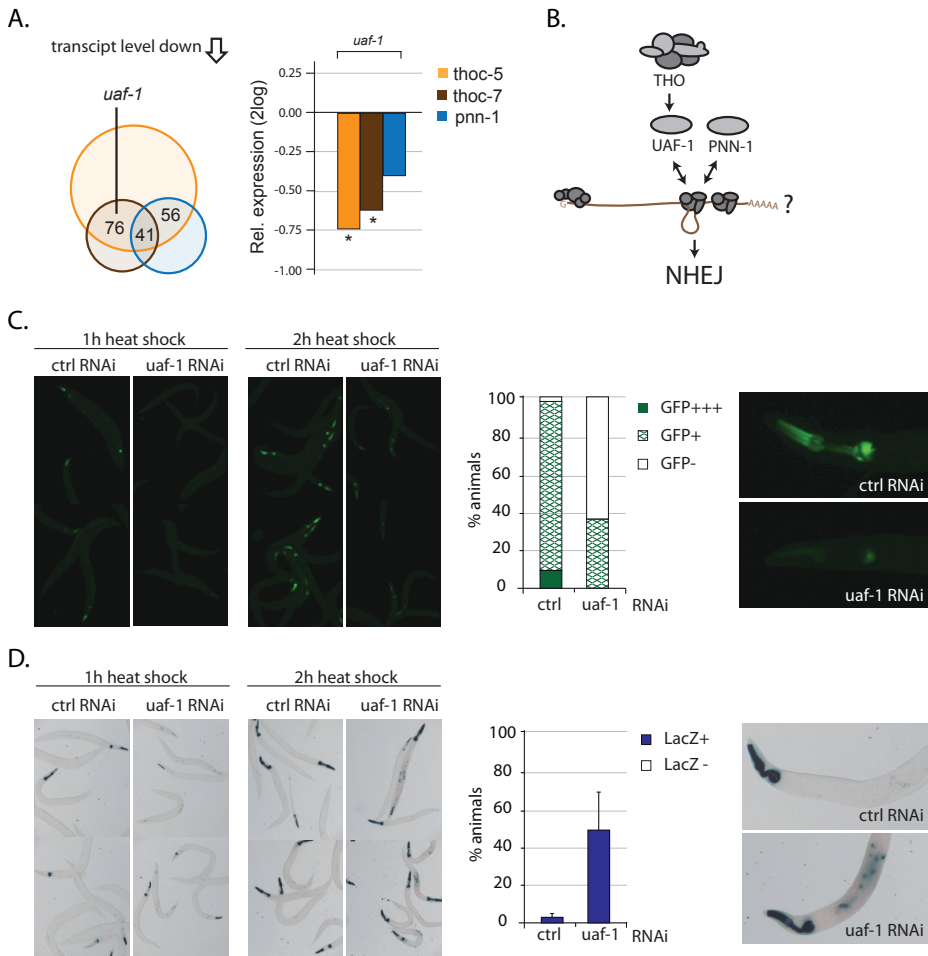 A.
transcipt level down
uaf-1
76
56
41
uaf-1
Rel. expression (2log)
0.25
0.00
-0.25
-0.50
-0.75
-1.00
*
*
thoc-5
thoc-7
pnn-1
B.
THO
UAF-1
PNN-1
G
AAAAA
?
NHEJ
C.
1h heat shock
2h heat shock
ctrl RNAi
uaf-1 RNAi
ctrl RNAi
uaf-1 RNAi
% animals
100
80
60
40
20
0
ctrl
uaf-1
RNAi
GFP+++
GFP+
GFP-
ctrl RNAi
uaf-1 RNAi
D.
1h heat shock
2h heat shock
ctrl RNAi
uaf-1 RNAi
ctrl RNAi
uaf-1 RNAi
% animals
100
80
60
40
20
0
ctrl
uaf-1
RNAi
LacZ+
LacZ -
ctrl RNAi
uaf-1 RNAi